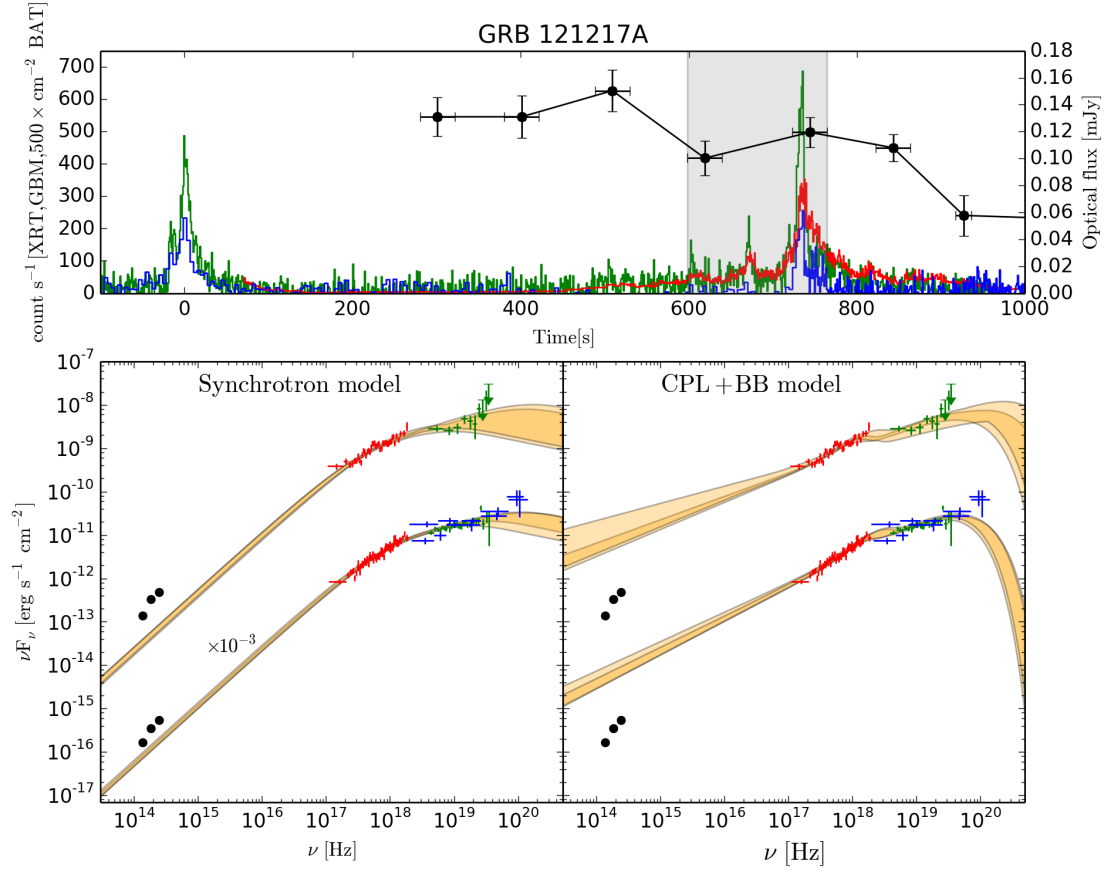 GRB 121217A
count s⁻¹ [XRT,GBM,500 × cm⁻² BAT]
700
600
500
400
300
200
100
0
0.18
0.16
0.14
0.12
0.10
0.08
0.06
0.04
0.02
0.00
Optical flux [mJy]
0 200 400 600 800 1000
Time[s]
Synchrotron model
CPL+BB model
νFν [erg s⁻¹ cm⁻²]
10⁻⁷
10⁻⁸
10⁻⁹
10⁻¹⁰
10⁻¹¹
10⁻¹²
10⁻¹³
10⁻¹⁴
10⁻¹⁵
10⁻¹⁶
10⁻¹⁷
×10⁻³
10¹⁴ 10¹⁵ 10¹⁶ 10¹⁷ 10¹⁸ 10¹⁹ 10²⁰
10¹⁴ 10¹⁵ 10¹⁶ 10¹⁷ 10¹⁸ 10¹⁹ 10²⁰
ν [Hz]
ν [Hz]